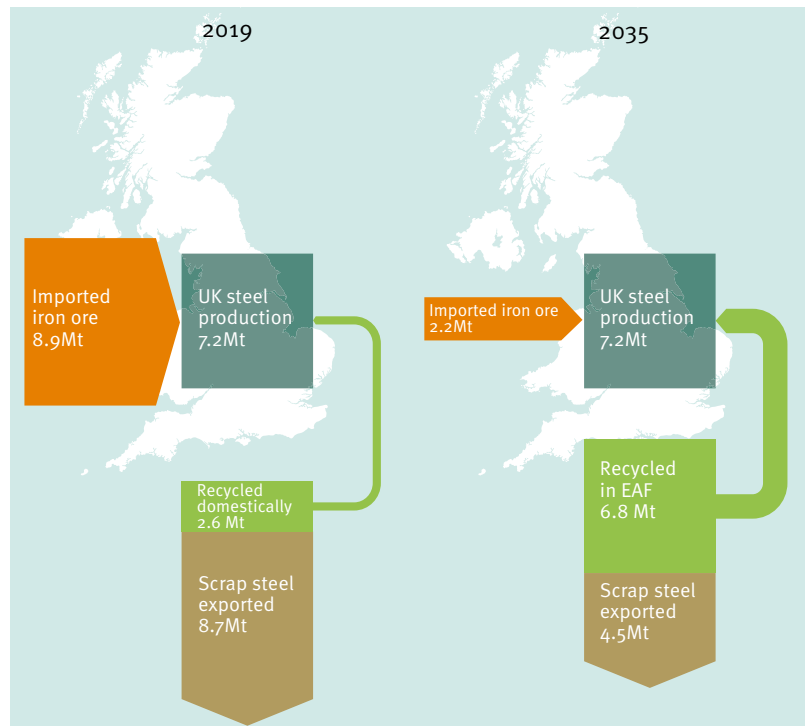 2019
Imported
iron ore
8.9Mt
UK steel
production
7.2Mt
Recycled
domestically
2.6 Mt
Scrap steel
exported
8.7Mt
2035
Imported iron ore
2.2Mt
UK steel
production
7.2Mt
Recycled
in EAF
6.8 Mt
Scrap steel
exported
4.5Mt